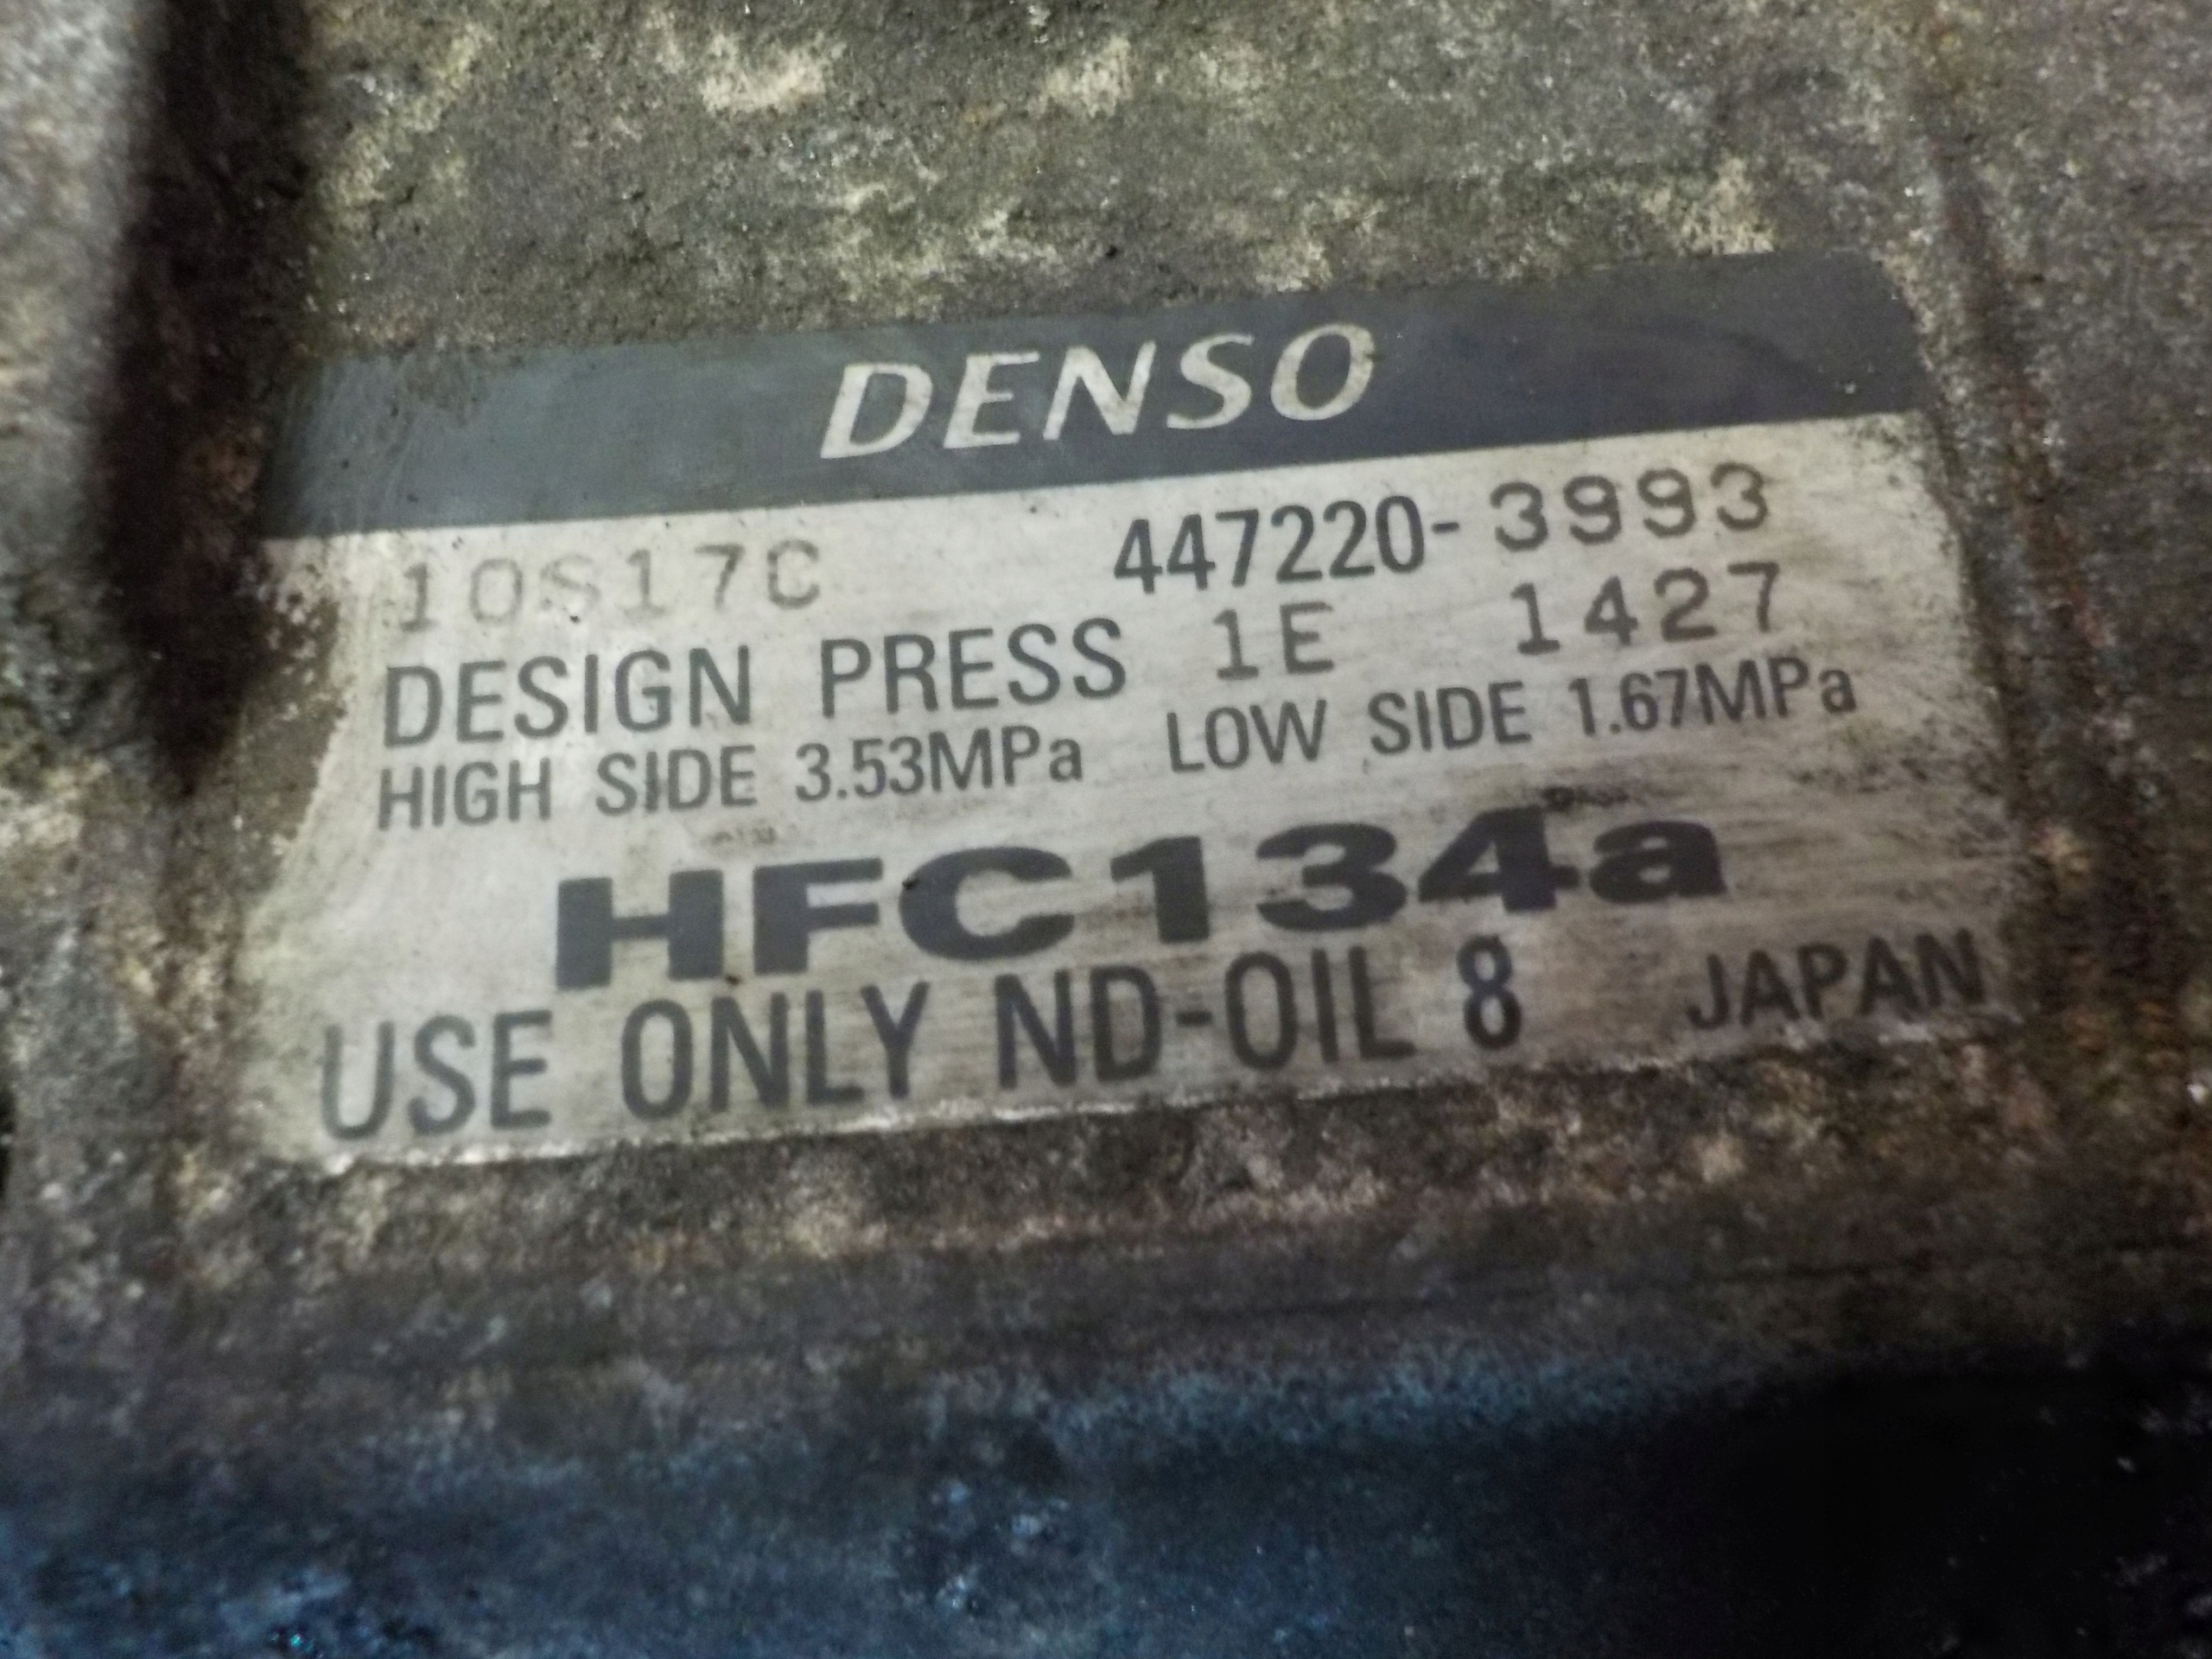 DENSO
10S17C 447220-3993
DESIGN PRESS 1E 1427
HIGH SIDE 3.53MPa LOW SIDE 1.67MPa
HFC134a
USE ONLY ND-OIL 8 JAPAN